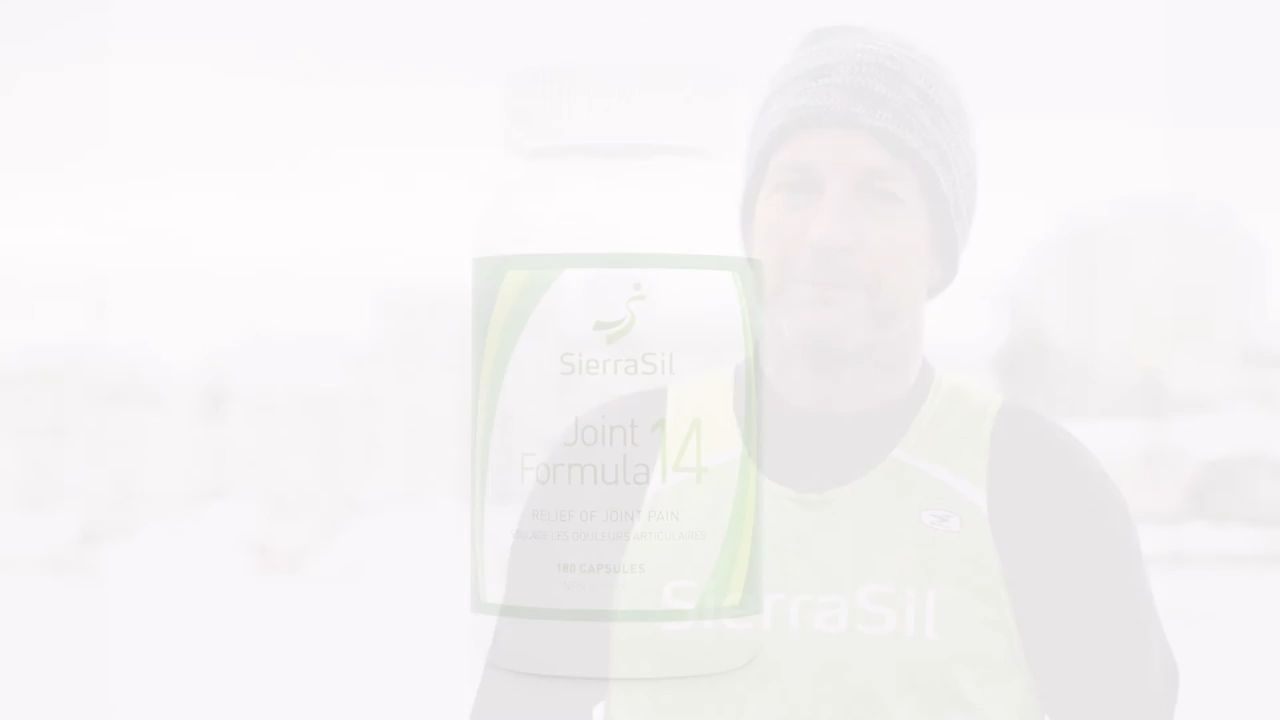 SierraSil
Joint
Formula 14
RELIEF OF JOINT PAIN
SOULAGE LES DOULEURS ARTICULAIRES
180 CAPSULES
SierraSil